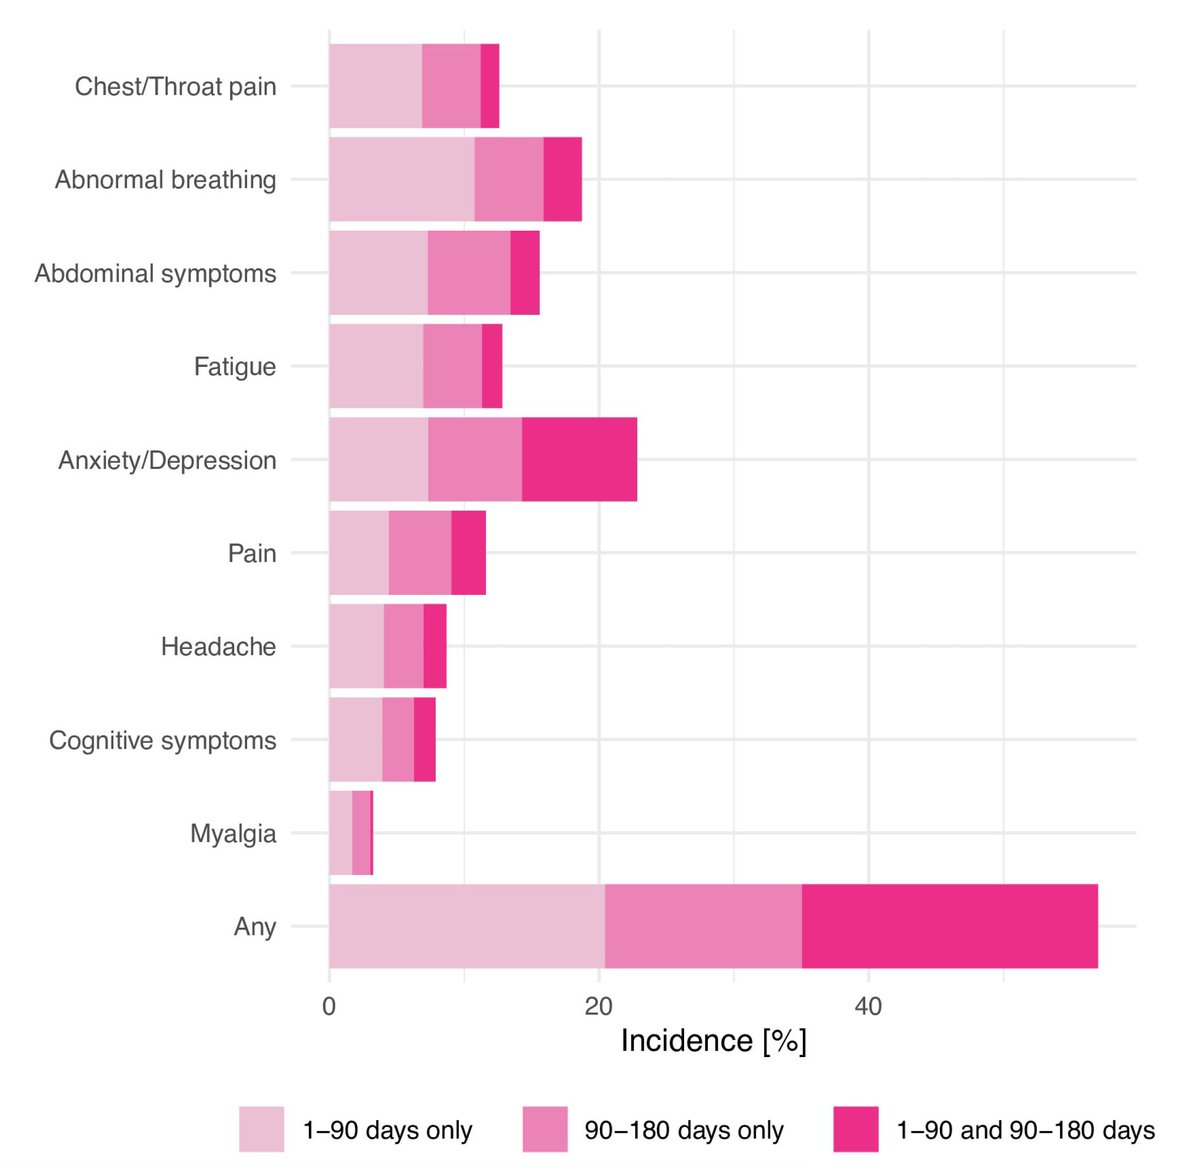 Chest/Throat pain
Abnormal breathing
Abdominal symptoms
Fatigue
Anxiety/Depression
Pain
Headache
Cognitive symptoms
Myalgia
Any
0 20 40
Incidence [%]
1−90 days only 90−180 days only 1−90 and 90−180 days